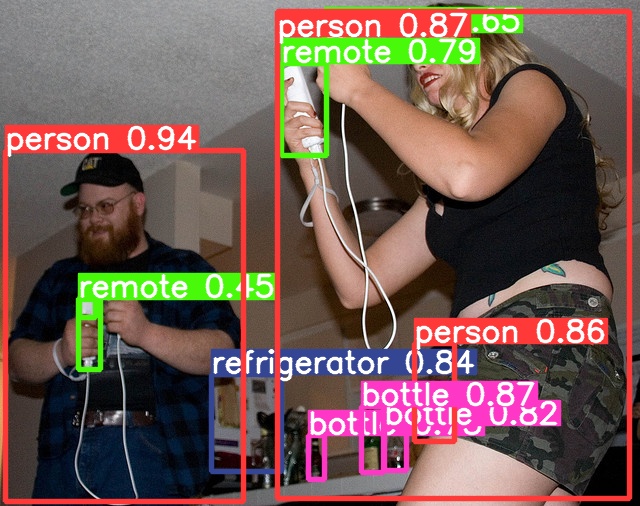 person 0.87
.65
remote 0.79
person 0.94
CAT
remote 0.45
person 0.86
refrigerator 0.84
bottle 0.87
bottle 0.82